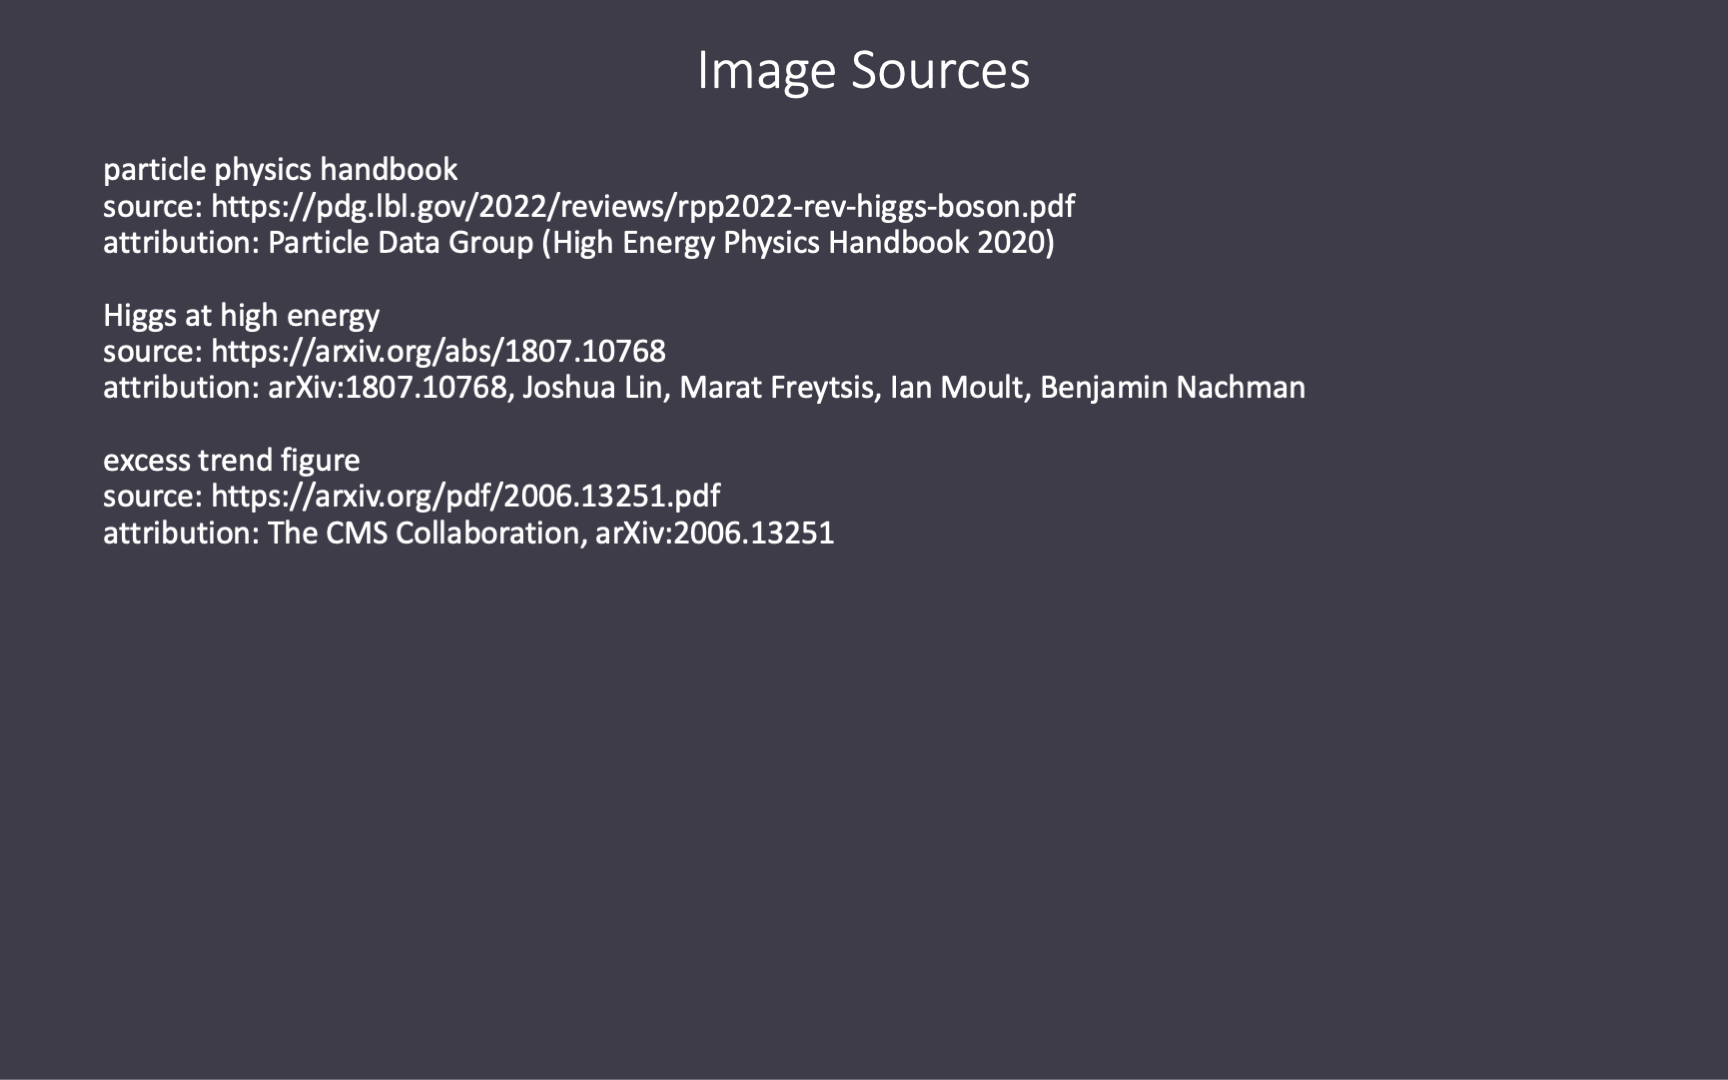 Image Sources
particle physics handbook
source: https://pdg.lbl.gov/2022/reviews/rpp2022-rev-higgs-boson.pdf
attribution: Particle Data Group (High Energy Physics Handbook 2020)
Higgs at high energy
source: https://arxiv.org/abs/1807.10768
attribution: arXiv:1807.10768, Joshua Lin, Marat Freytsis, Ian Moult, Benjamin Nachman
excess trend figure
source: https://arxiv.org/pdf/2006.13251.pdf
attribution: The CMS Collaboration, arXiv:2006.13251